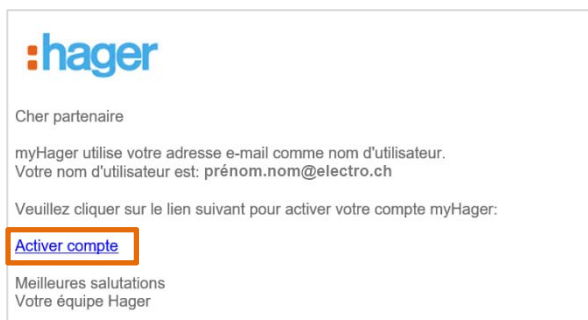 :hager
Cher partenaire
myHager utilise votre adresse e-mail comme nom d'utilisateur.
Votre nom d'utilisateur est: prénom.nom@electro.ch
Veuillez cliquer sur le lien suivant pour activer votre compte myHager:
Activer compte
Meilleures salutations
Votre équipe Hager